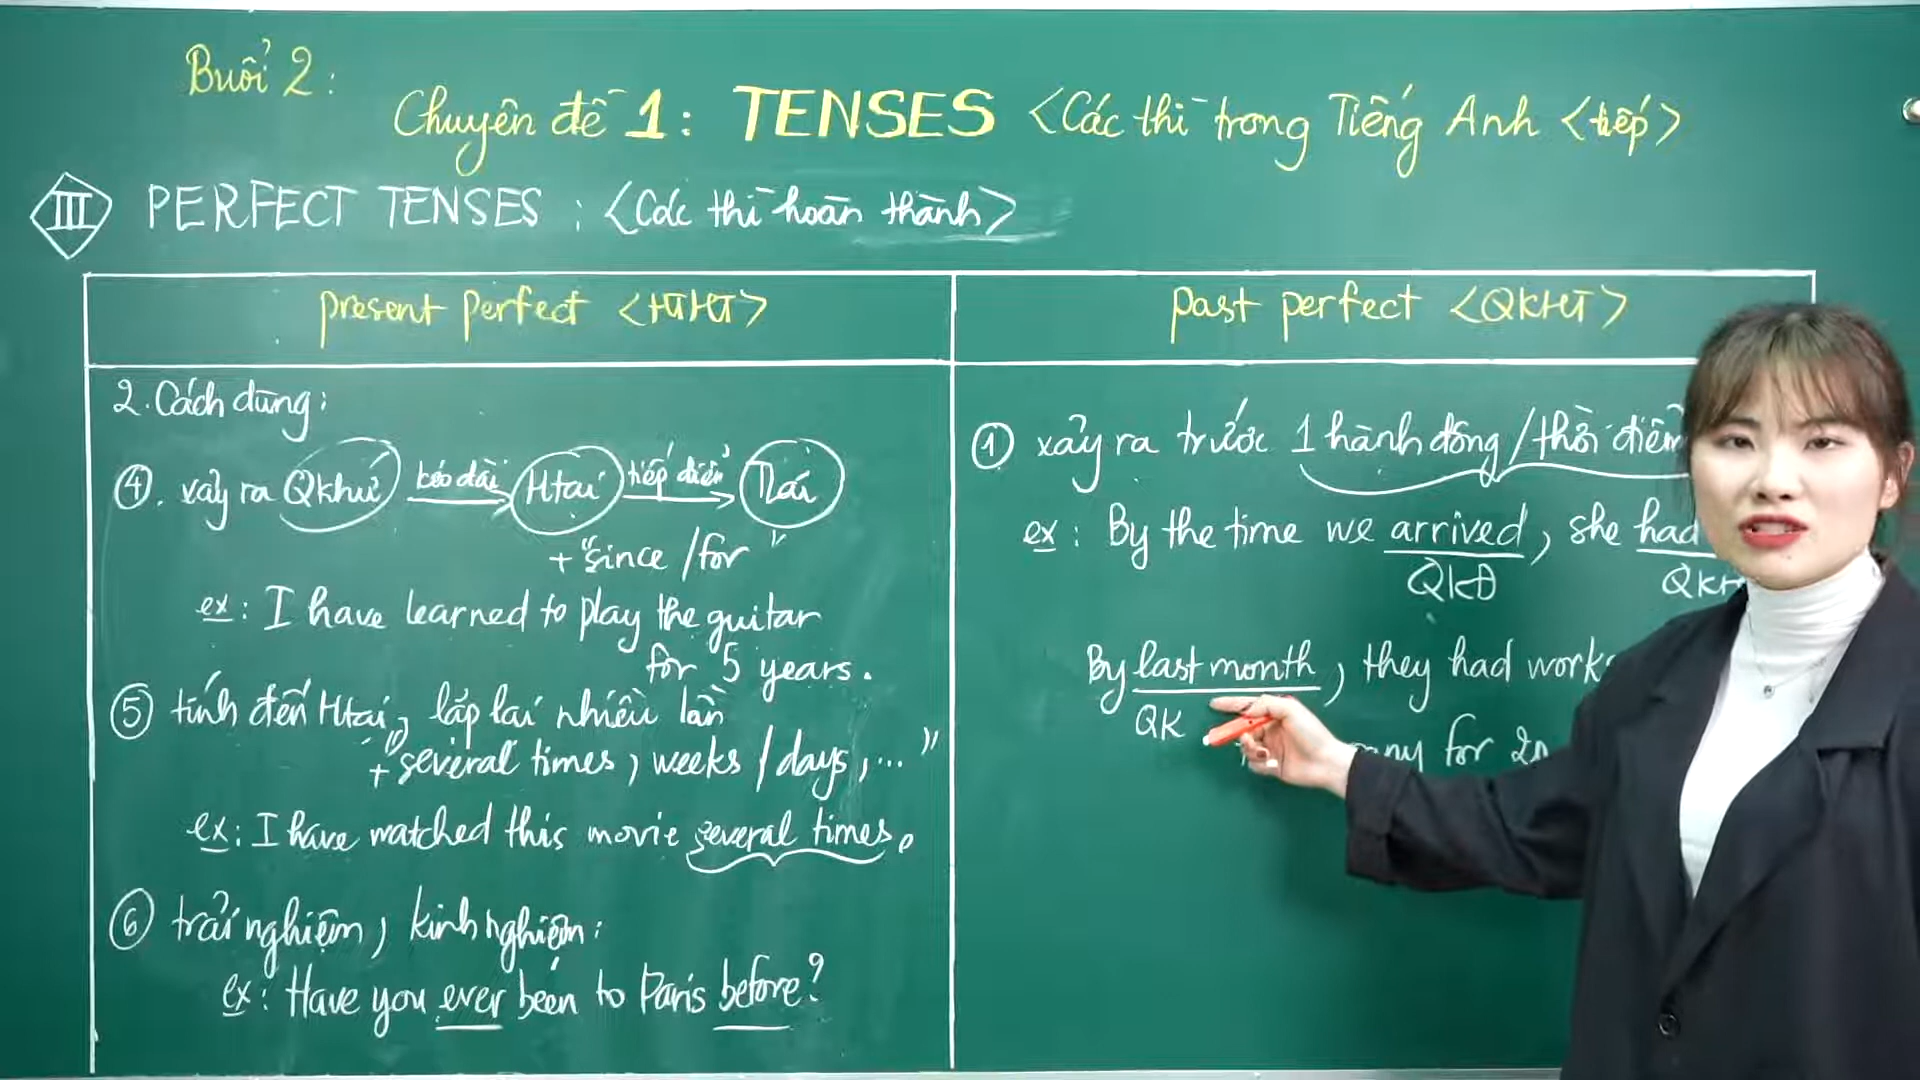 Buổi 2:
Chuyên đề 1: TENSES <Các thì trong Tiếng Anh <tiếp>
III PERFECT TENSES : <Các thì hoàn thành>
present perfect <HTHT>
2. Cách dùng:
④. xảy ra Qkhứ kéo dài Htại tiếp diễn Tlai
+ "since / for"
ex: I have learned to play the guitar
for 5 years.
⑤ tính đến Htại, lặp lại nhiều lần
+ "several times, weeks / days, ..."
ex: I have watched this movie several times.
⑥ trải nghiệm, kinh nghiệm:
ex: Have you ever been to Paris before?
past perfect <QKHT>
① xảy ra trước 1 hành động / thời điểm
ex: By the time we arrived, she had
QKĐ
By last month, they had work
QK
for